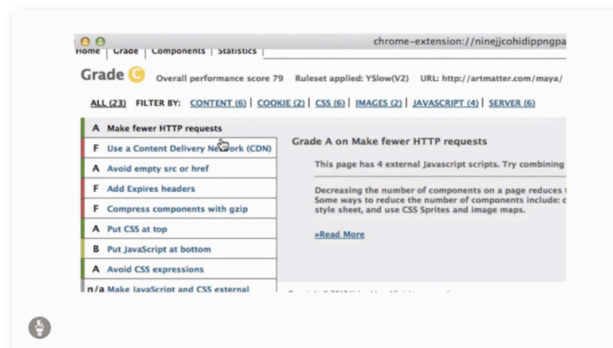 chrome-extension://ninejjcohidippngpa
Home | Grade | Components | Statistics |
Grade C Overall performance score 79 Ruleset applied: YSlow(V2) URL: http://artmatter.com/maya/
ALL (23) FILTER BY: CONTENT (6) | COOKIE (2) | CSS (6) | IMAGES (2) | JAVASCRIPT (4) | SERVER (6)
A Make fewer HTTP requests
F Use a Content Delivery Network (CDN)
A Avoid empty src or href
F Add Expires headers
F Compress components with gzip
A Put CSS at top
B Put JavaScript at bottom
A Avoid CSS expressions
n/a Make JavaScript and CSS external
Grade A on Make fewer HTTP requests
This page has 4 external Javascript scripts. Try combining
Decreasing the number of components on a page reduces t
Some ways to reduce the number of components include: c
style sheet, and use CSS Sprites and image maps.
»Read More